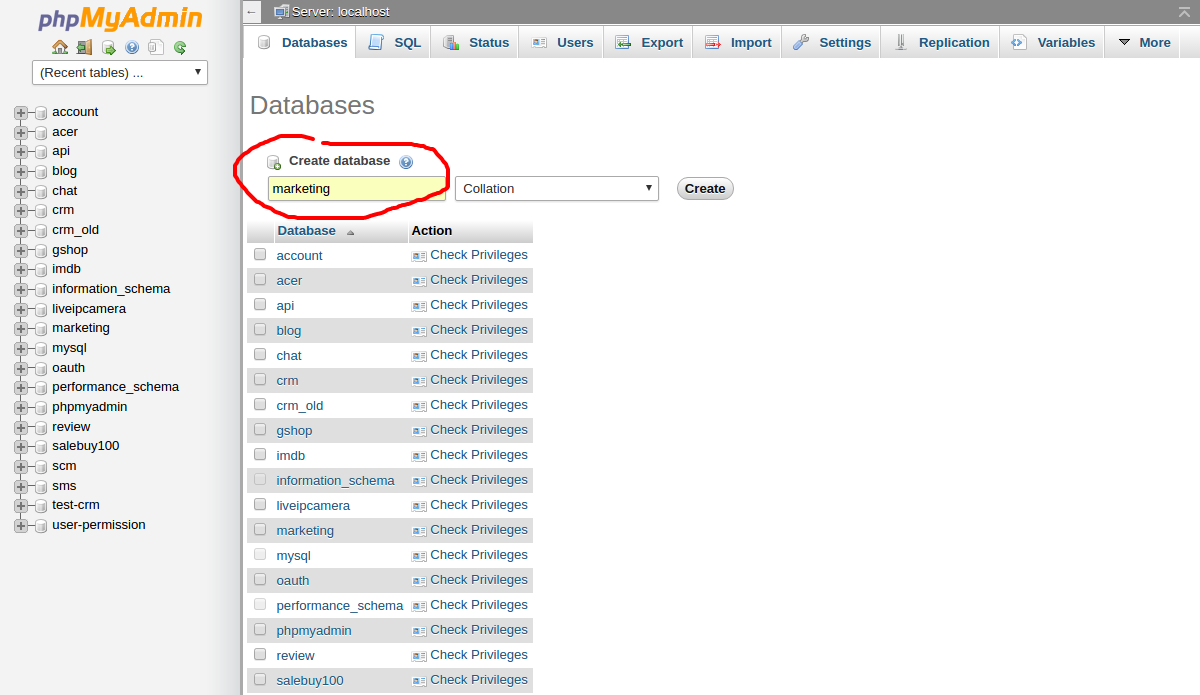 phpMyAdmin
(Recent tables) ...
account
acer
api
blog
chat
crm
crm_old
gshop
imdb
information_schema
liveipcamera
marketing
mysql
oauth
performance_schema
phpmyadmin
review
salebuy100
scm
sms
test-crm
user-permission
Server: localhost
Databases SQL Status Users Export Import Settings Replication Variables More
Databases
Create database
marketing Collation Create
Database Action
account Check Privileges
acer Check Privileges
api Check Privileges
blog Check Privileges
chat Check Privileges
crm Check Privileges
crm_old Check Privileges
gshop Check Privileges
imdb Check Privileges
information_schema Check Privileges
liveipcamera Check Privileges
marketing Check Privileges
mysql Check Privileges
oauth Check Privileges
performance_schema Check Privileges
phpmyadmin Check Privileges
review Check Privileges
salebuy100 Check Privileges